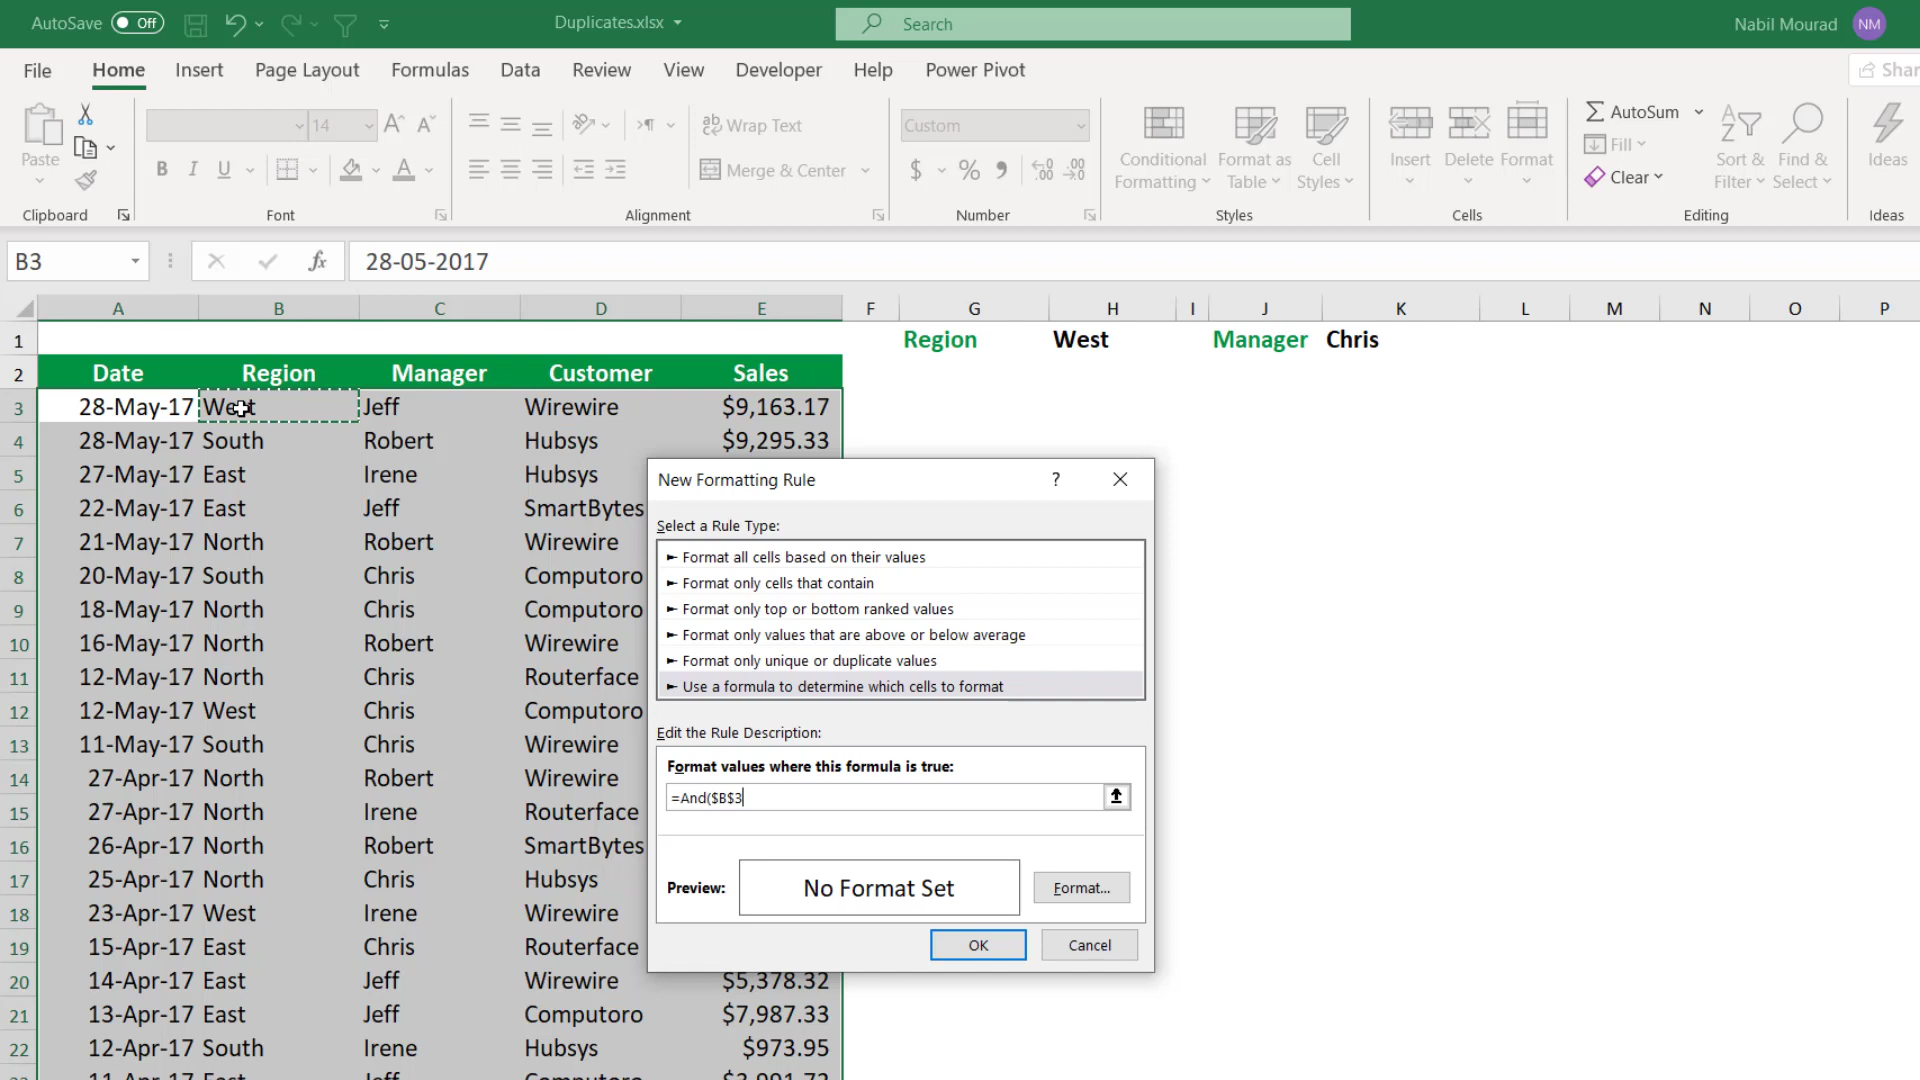 AutoSave Off Duplicates.xlsx Search Nabil Mourad NM
File Home Insert Page Layout Formulas Data Review View Developer Help Power Pivot Shar
Paste 14 A A ab Wrap Text Custom Conditional Formatting Format as Table Cell Styles Insert Delete Format AutoSum Fill Clear Sort & Filter Find & Select Ideas
B I U A Merge & Center $ % 9
Clipboard Font Alignment Number Styles Cells Editing Ideas
B3 fx 28-05-2017
A B C D E F G H I J K L M N O P
1 Region West Manager Chris
2 Date Region Manager Customer Sales
3 28-May-17 West Jeff Wirewire $9,163.17
4 28-May-17 South Robert Hubsys $9,295.33
5 27-May-17 East Irene Hubsys
6 22-May-17 East Jeff SmartBytes
7 21-May-17 North Robert Wirewire
8 20-May-17 South Chris Computoro
9 18-May-17 North Chris Computoro
10 16-May-17 North Robert Wirewire
11 12-May-17 North Chris Routerface
12 12-May-17 West Chris Computoro
13 11-May-17 South Chris Wirewire
14 27-Apr-17 North Robert Wirewire
15 27-Apr-17 North Irene Routerface
16 26-Apr-17 North Robert SmartBytes
17 25-Apr-17 North Chris Hubsys
18 23-Apr-17 West Irene Wirewire
19 15-Apr-17 East Chris Routerface
20 14-Apr-17 East Jeff Wirewire $5,378.32
21 13-Apr-17 East Jeff Computoro $7,987.33
22 12-Apr-17 South Irene Hubsys $973.95
New Formatting Rule ?
Select a Rule Type:
► Format all cells based on their values
► Format only cells that contain
► Format only top or bottom ranked values
► Format only values that are above or below average
► Format only unique or duplicate values
► Use a formula to determine which cells to format
Edit the Rule Description:
Format values where this formula is true:
=And($B$3
Preview: No Format Set Format...
OK Cancel